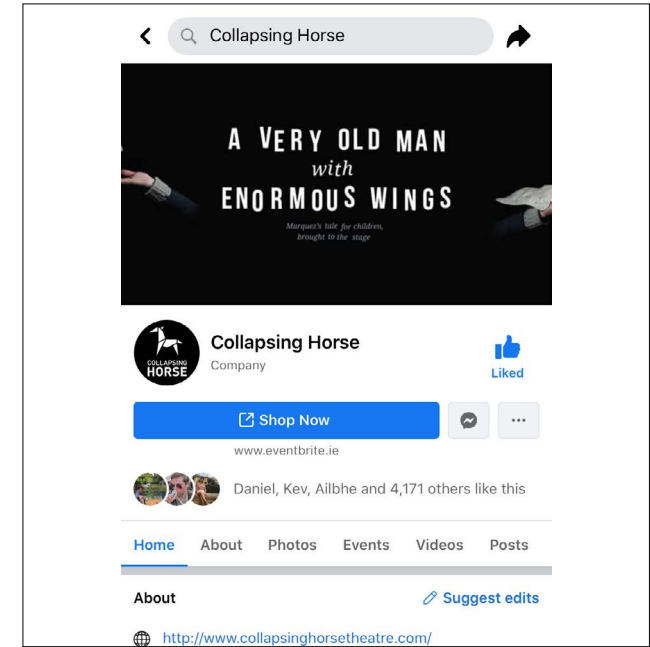 Collapsing Horse
A VERY OLD MAN
with
ENORMOUS WINGS
Marquez's tale for children,
brought to the stage
COLLAPSING
HORSE
Collapsing Horse
Company
Liked
Shop Now
www.eventbrite.ie
Daniel, Kev, Ailbhe and 4,171 others like this
Home About Photos Events Videos Posts
About Suggest edits
http://www.collapsinghorsetheatre.com/